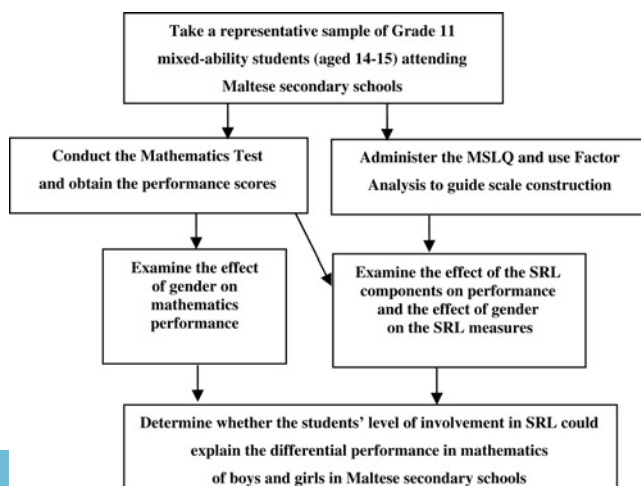 Take a representative sample of Grade 11
mixed-ability students (aged 14-15) attending
Maltese secondary schools
Conduct the Mathematics Test
and obtain the performance scores
Administer the MSLQ and use Factor
Analysis to guide scale construction
Examine the effect
of gender on
mathematics
performance
Examine the effect of the SRL
components on performance
and the effect of gender
on the SRL measures
Determine whether the students’ level of involvement in SRL could
explain the differential performance in mathematics
of boys and girls in Maltese secondary schools